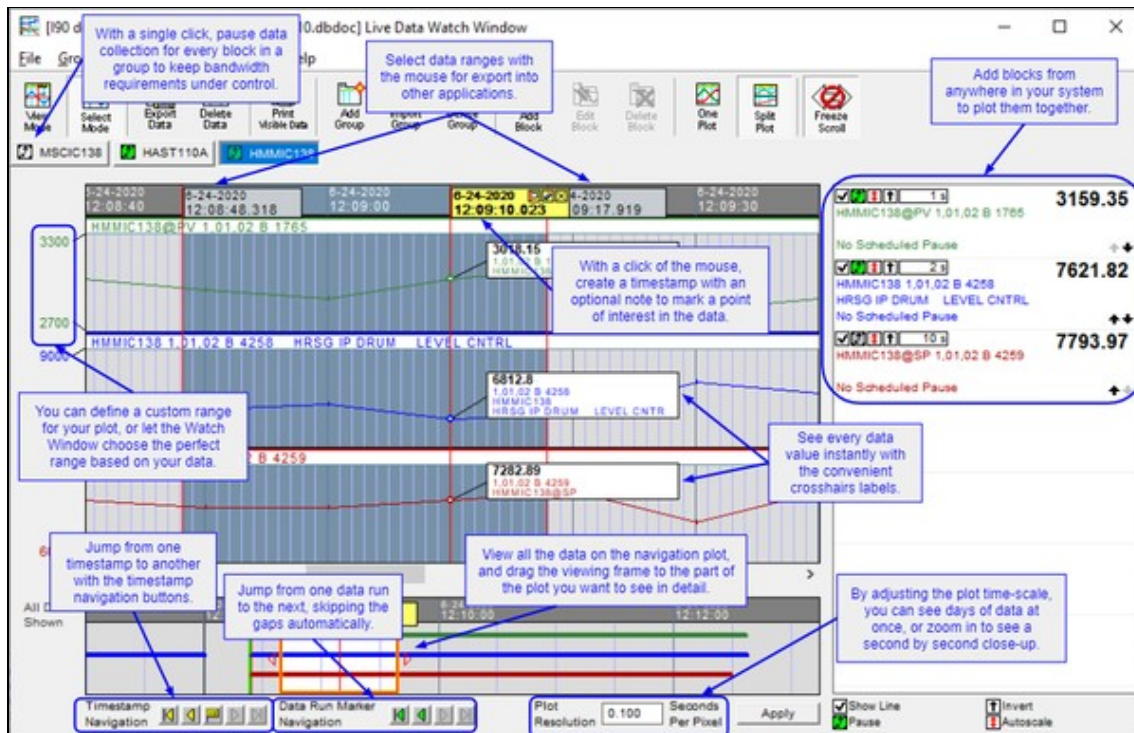 [I90 d
0.dbdoc] Live Data Watch Window
File
Gro
lp
With a single click, pause data
collection for every block in a
group to keep bandwidth
requirements under control.
Select data ranges with
the mouse for export into
other applications.
Add blocks from
anywhere in your system
to plot them together.
View
Mode
Select
Mode
Export
Data
Delete
Data
Print
Visible Data
Add
Group
Import
Group
Group
Add
Block
Edit
Block
Delete
Block
One
Plot
Split
Plot
Freeze
Scroll
MSCIC138
HAST110A
HMMIC138
6-24-2020
12:08:40
6-24-2020
12:08:48.318
6-24-2020
12:09:00
6-24-2020
12:09:10.023
4-2020
09:17.919
6-24-2020
12:09:30
HMMIC138@PV 1,01,02 B 1765
3300
2700
3018.15
1,01,02 B 1
HMMIC138
With a click of the mouse,
create a timestamp with an
optional note to mark a point
of interest in the data.
HMMIC138 1,01,02 B 4258 HRSG IP DRUM LEVEL CNTRL
9000
6812.8
1,01,02 B 4258
HMMIC138
HRSG IP DRUM LEVEL CNTR
You can define a custom range
for your plot, or let the Watch
Window choose the perfect
range based on your data.
2 B 4259
7282.89
1,01,02 B 4259
HMMIC138@SP
See every data
value instantly with
the convenient
crosshairs labels.
1 s
3159.35
HMMIC138@PV 1,01,02 B 1765
No Scheduled Pause
2 s
7621.82
HMMIC138 1,01,02 B 4258
HRSG IP DRUM LEVEL CNTRL
No Scheduled Pause
10 s
7793.97
HMMIC138@SP 1,01,02 B 4259
No Scheduled Pause
Jump from one
timestamp to another
with the timestamp
navigation buttons.
Jump from one data run
to the next, skipping the
gaps automatically.
View all the data on the navigation plot,
and drag the viewing frame to the part of
the plot you want to see in detail.
By adjusting the plot time-scale,
you can see days of data at
once, or zoom in to see a
second by second close-up.
All D
Shown
12:10:00
Timestamp
Navigation
Data Run Marker
Navigation
Plot
Resolution
0.100
Seconds
Per Pixel
Apply
Show Line
Pause
Invert
Autoscale